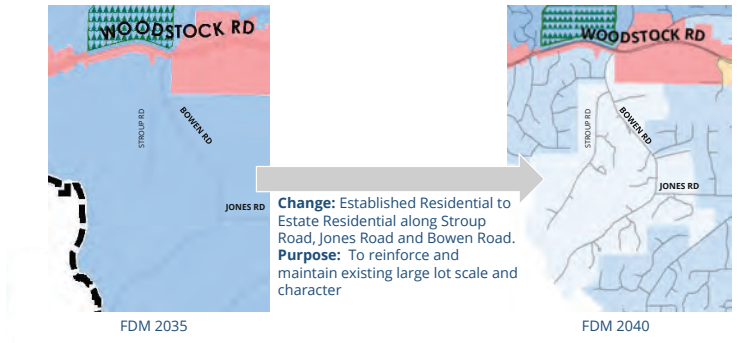 WOODSTOCK RD
STROUP RD
BOWEN RD
JONES RD
FDM 2035
Change: Established Residential to
Estate Residential along Stroup
Road, Jones Road and Bowen Road.
Purpose: To reinforce and
maintain existing large lot scale and
character
WOODSTOCK RD
STROUP RD
BOWEN RD
JONES RD
FDM 2040